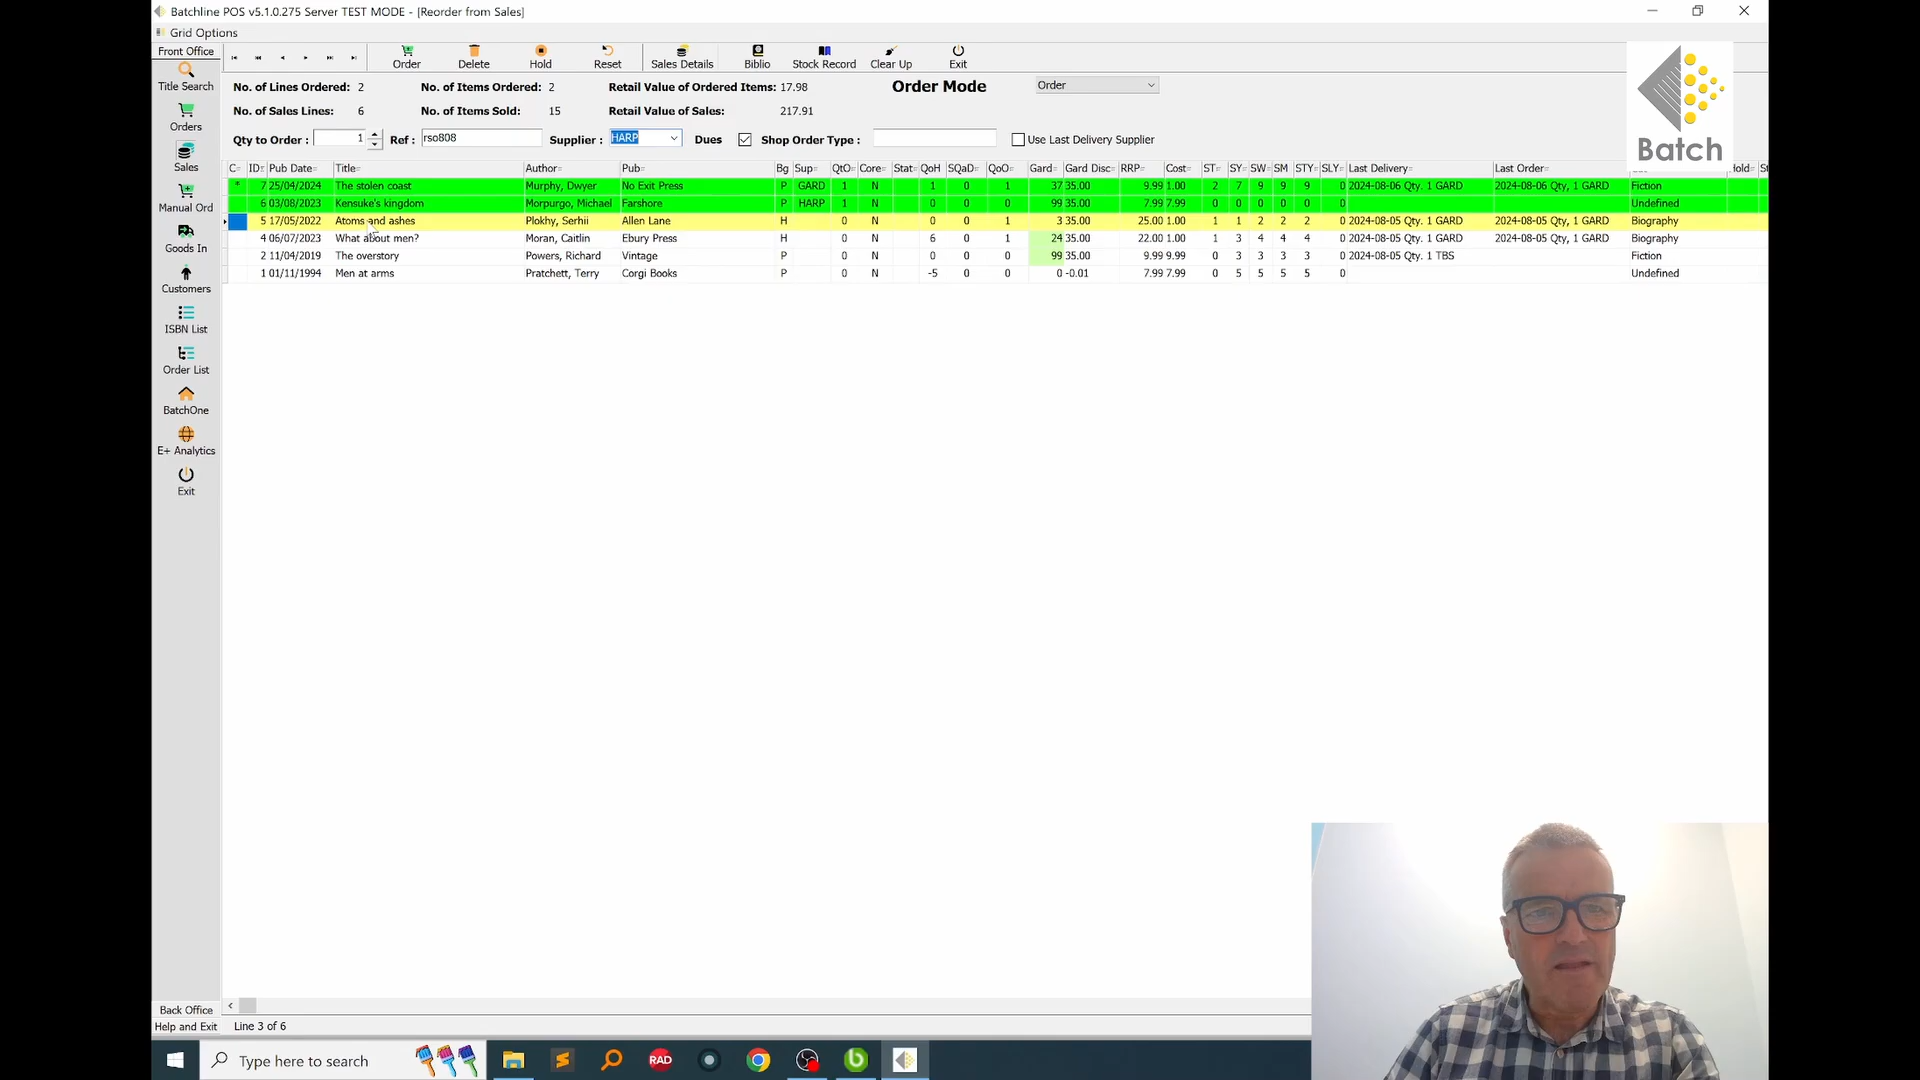 Batchline POS v5.1.0.275 Server TEST MODE - [Reorder from Sales]
Grid Options
Front Office
Order Delete Hold Reset Sales Details Biblio Stock Record Clear Up Exit
Title Search
Orders
Sales
Manual Ord
Goods In
Customers
ISBN List
Order List
BatchOne
E+ Analytics
Exit
No. of Lines Ordered: 2 No. of Items Ordered: 2 Retail Value of Ordered Items: 17.98 Order Mode Order
No. of Sales Lines: 6 No. of Items Sold: 15 Retail Value of Sales: 217.91
Qty to Order : 1 Ref : rso808 Supplier : HARP Dues Shop Order Type : Use Last Delivery Supplier
Batch
C ID Pub Date Title Author Pub Bg Sup QtO Core Stat QoH SQaD QoO Gard Gard Disc RRP Cost ST SY SW SM STY SLY Last Delivery Last Order Hold
* 7 25/04/2024 The stolen coast Murphy, Dwyer No Exit Press P GARD 1 N 1 0 1 37 35.00 9.99 1.00 2 7 9 9 9 0 2024-08-06 Qty. 1 GARD 2024-08-06 Qty, 1 GARD Fiction
6 03/08/2023 Kensuke's kingdom Morpurgo, Michael Farshore P HARP 1 N 0 0 0 99 35.00 7.99 7.99 0 0 0 0 0 0 Undefined
5 17/05/2022 Atoms and ashes Plokhy, Serhii Allen Lane H 0 N 0 0 1 3 35.00 25.00 1.00 1 1 2 2 2 0 2024-08-05 Qty. 1 GARD 2024-08-05 Qty, 1 GARD Biography
4 06/07/2023 What about men? Moran, Caitlin Ebury Press H 0 N 6 0 1 24 35.00 22.00 1.00 1 3 4 4 4 0 2024-08-05 Qty. 1 GARD 2024-08-05 Qty, 1 GARD Biography
2 11/04/2019 The overstory Powers, Richard Vintage P 0 N 0 0 0 99 35.00 9.99 9.99 0 3 3 3 3 0 2024-08-05 Qty. 1 TBS Fiction
1 01/11/1994 Men at arms Pratchett, Terry Corgi Books P 0 N -5 0 0 0 -0.01 7.99 7.99 0 5 5 5 5 0 Undefined
Back Office
Help and Exit Line 3 of 6
Type here to search
RAD